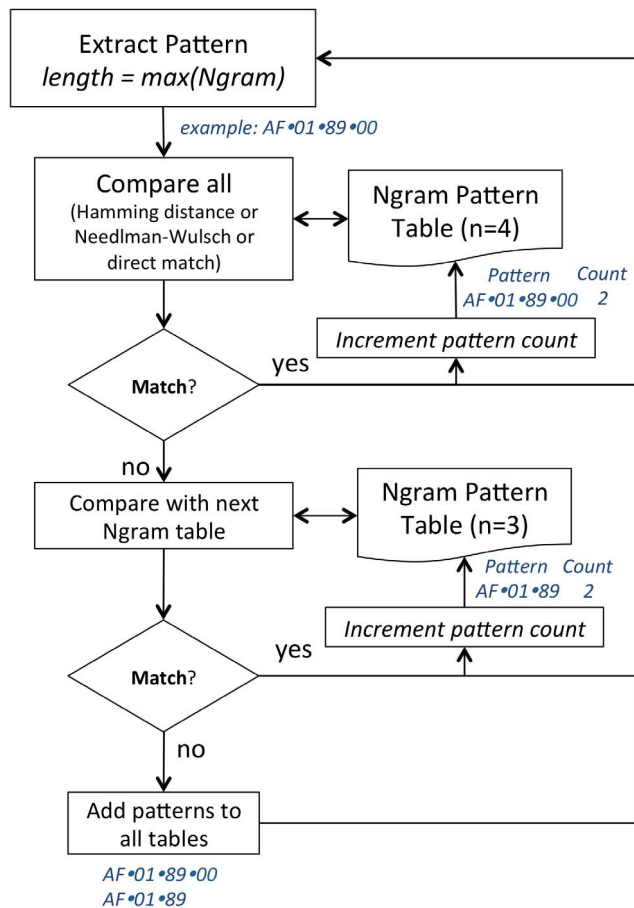 Extract Pattern
length = max(Ngram)
example: AF•01•89•00
Compare all
(Hamming distance or
Needlman-Wulsch or
direct match)
Ngram Pattern
Table (n=4)
Pattern Count
AF•01•89•00 2
Increment pattern count
Match?
yes
no
Compare with next
Ngram table
Ngram Pattern
Table (n=3)
Pattern Count
AF•01•89 2
Increment pattern count
Match?
yes
no
Add patterns to
all tables
AF•01•89•00
AF•01•89